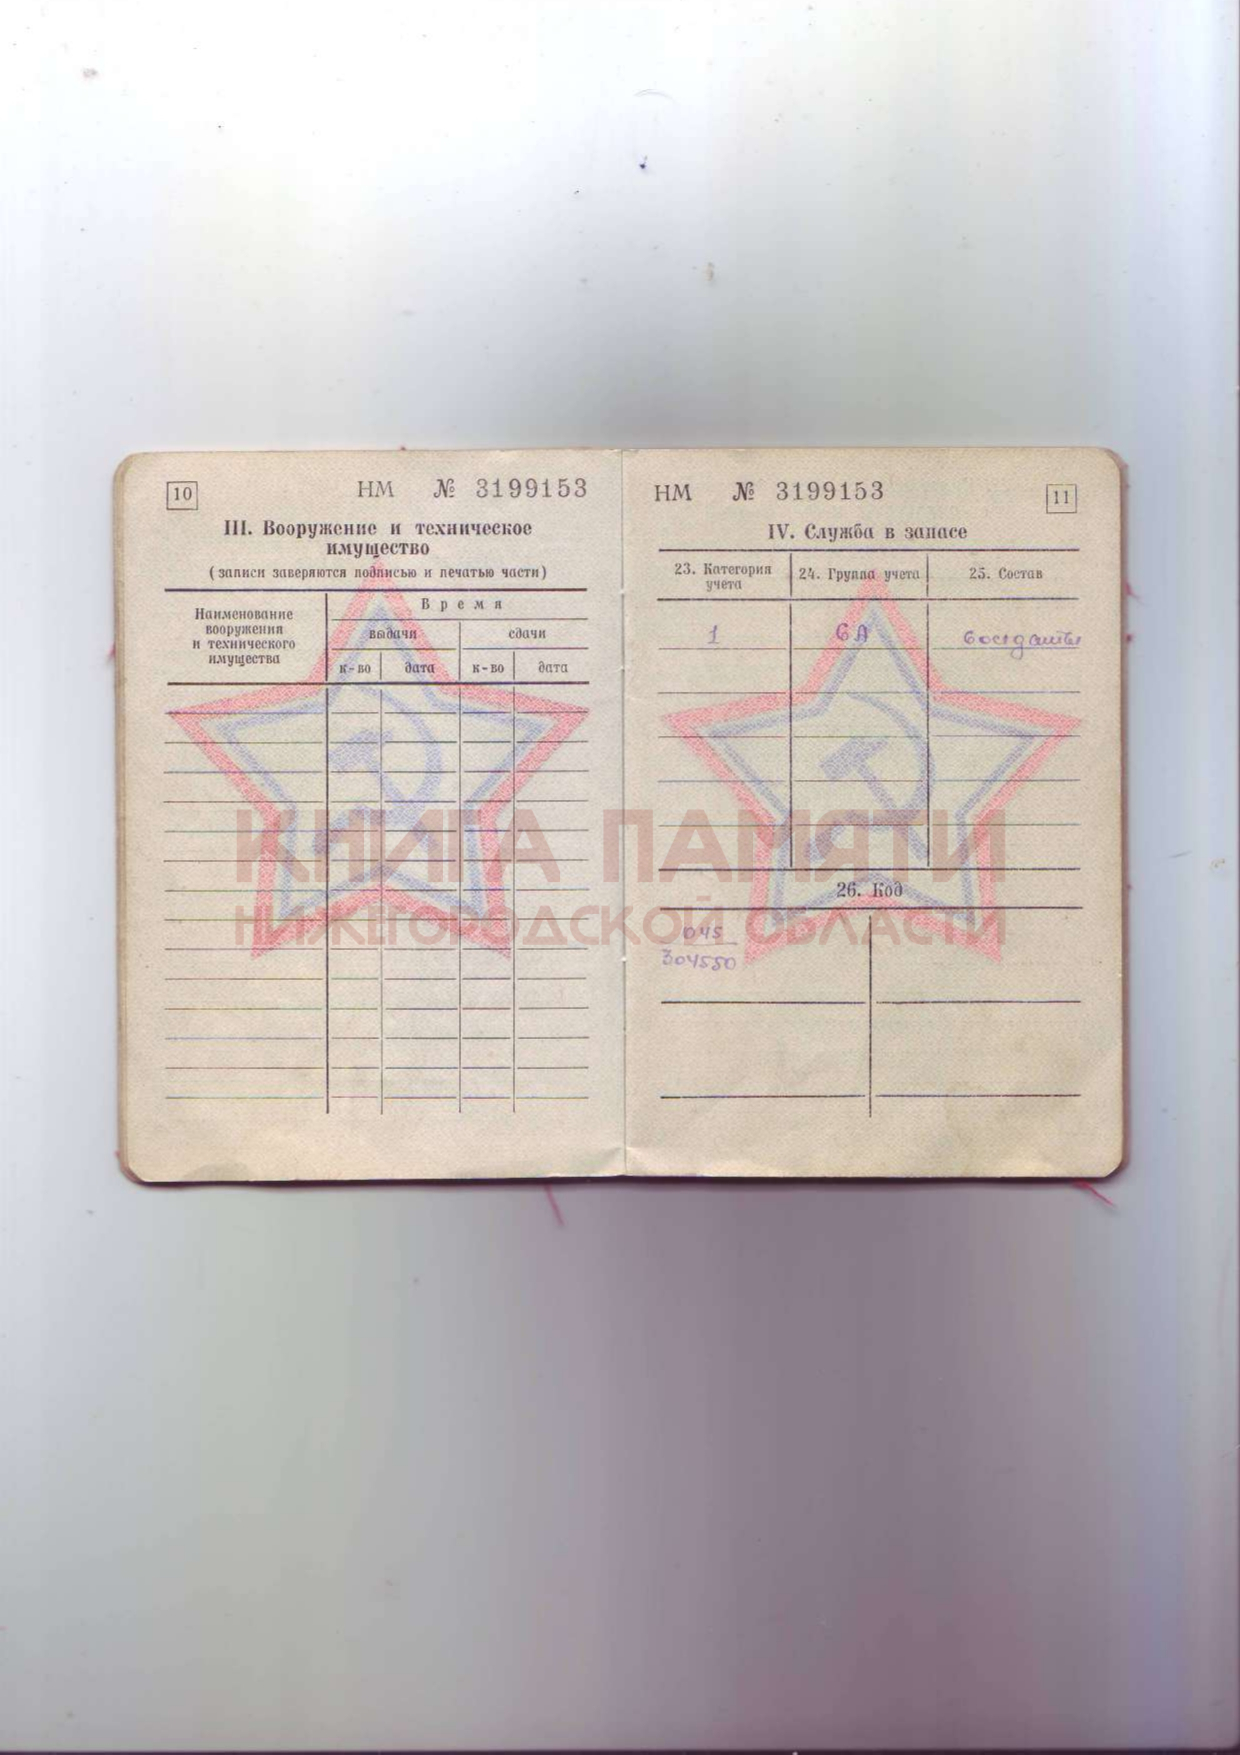 10
НМ № 3199153
III. Вооружение и техническое
имущество
(записи заверяются подписью и печатью части)
Наименование
вооружения
и технического
имущества
Время
выдачи
сдачи
к-во
дата
к-во
дата
НМ № 3199153
11
IV. Служба в запасе
23. Категория
учета
24. Группа учета
25. Состав
1
СА
солдаты
26. Код
045
304550
КНИГА ПАМЯТИ
НИЖЕГОРОДСКОЙ ОБЛАСТИ